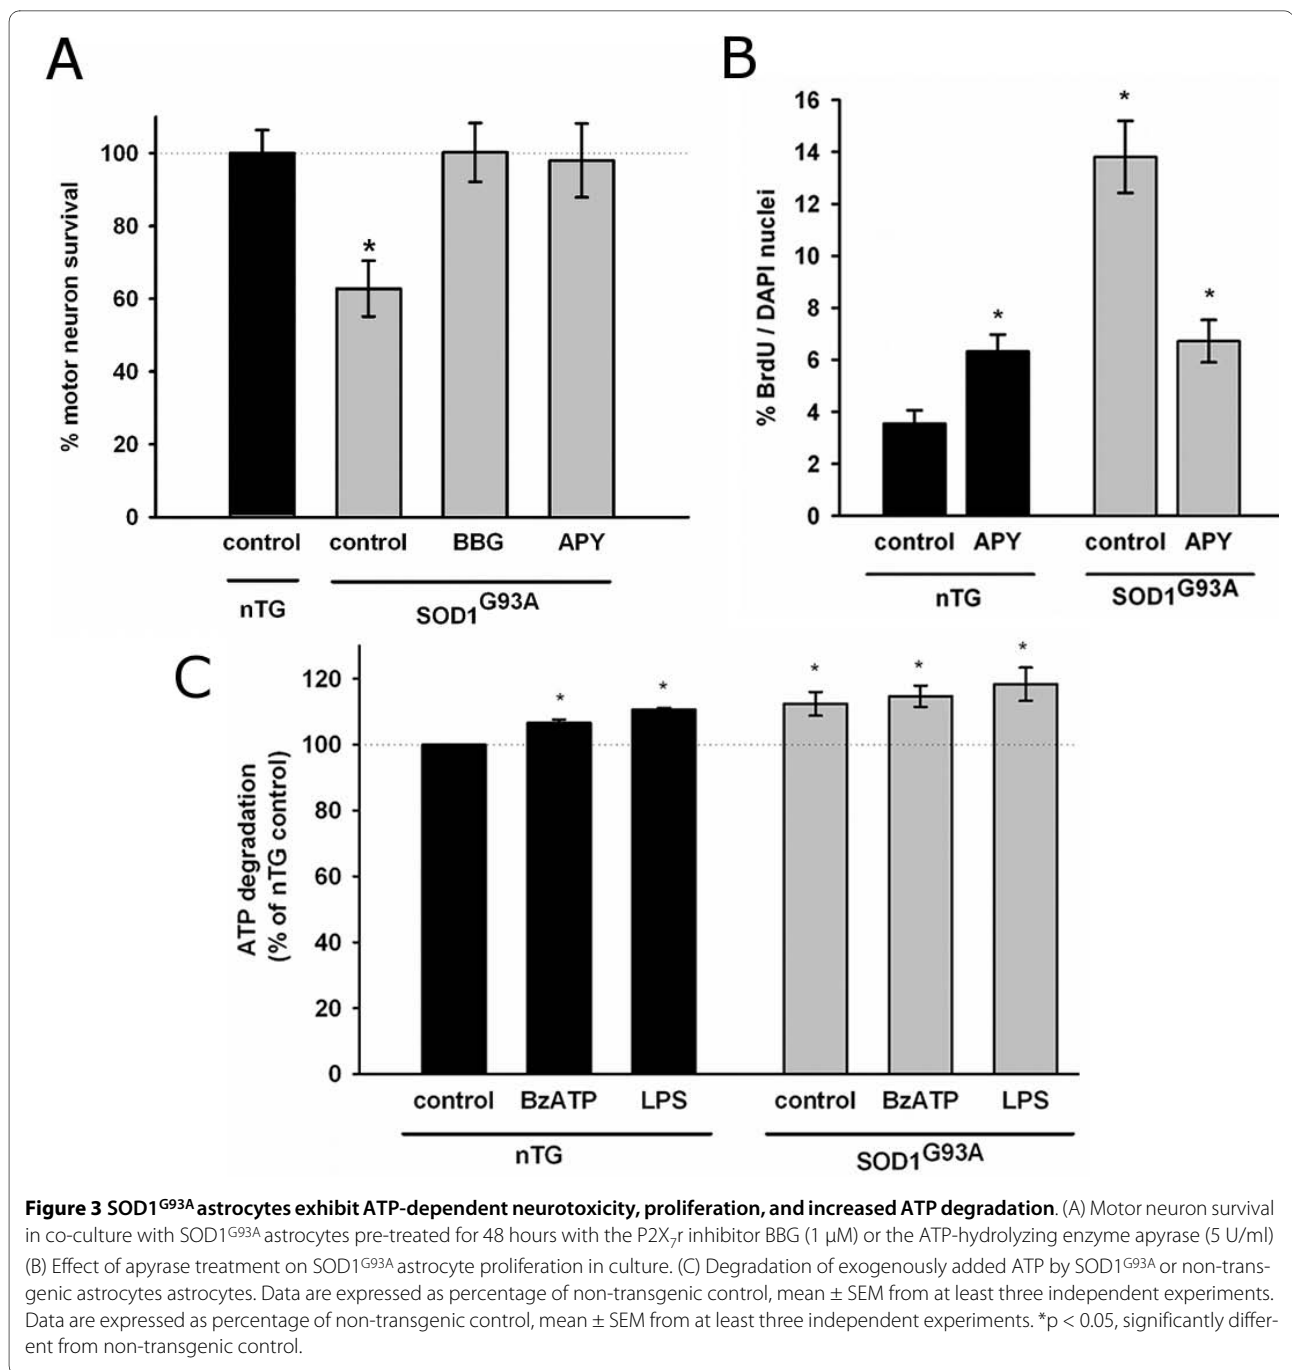 A
% motor neuron survival
100
80
60
40
20
0
*
control
control
BBG
APY
nTG
SOD1G93A
B
% BrdU / DAPI nuclei
16
14
12
10
8
6
4
2
0
*
*
*
control
APY
control
APY
nTG
SOD1G93A
C
ATP degradation
(% of nTG control)
120
100
80
60
40
20
0
*
*
*
*
*
control
BzATP
LPS
control
BzATP
LPS
nTG
SOD1G93A
Figure 3 SOD1G93A astrocytes exhibit ATP-dependent neurotoxicity, proliferation, and increased ATP degradation. (A) Motor neuron survival
in co-culture with SOD1G93A astrocytes pre-treated for 48 hours with the P2X7r inhibitor BBG (1 μM) or the ATP-hydrolyzing enzyme apyrase (5 U/ml)
(B) Effect of apyrase treatment on SOD1G93A astrocyte proliferation in culture. (C) Degradation of exogenously added ATP by SOD1G93A or non-trans-
genic astrocytes astrocytes. Data are expressed as percentage of non-transgenic control, mean ± SEM from at least three independent experiments.
Data are expressed as percentage of non-transgenic control, mean ± SEM from at least three independent experiments. *p < 0.05, significantly differ-
ent from non-transgenic control.